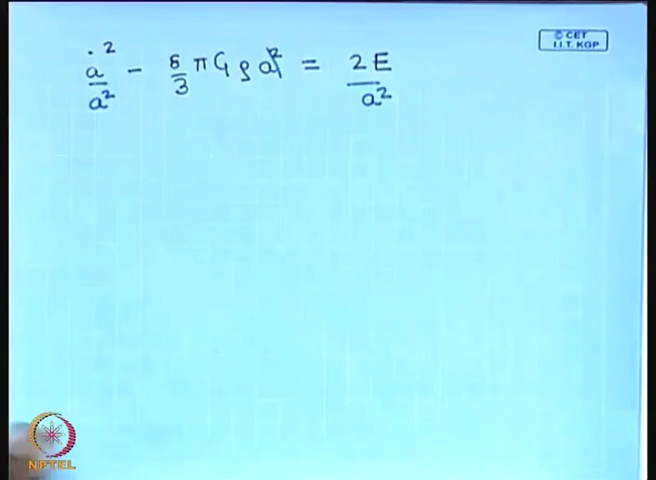 ȧ²/a² - 8/3 π G ρ a² = 2E/a²
© CET
I.I.T. KGP
NPTEL